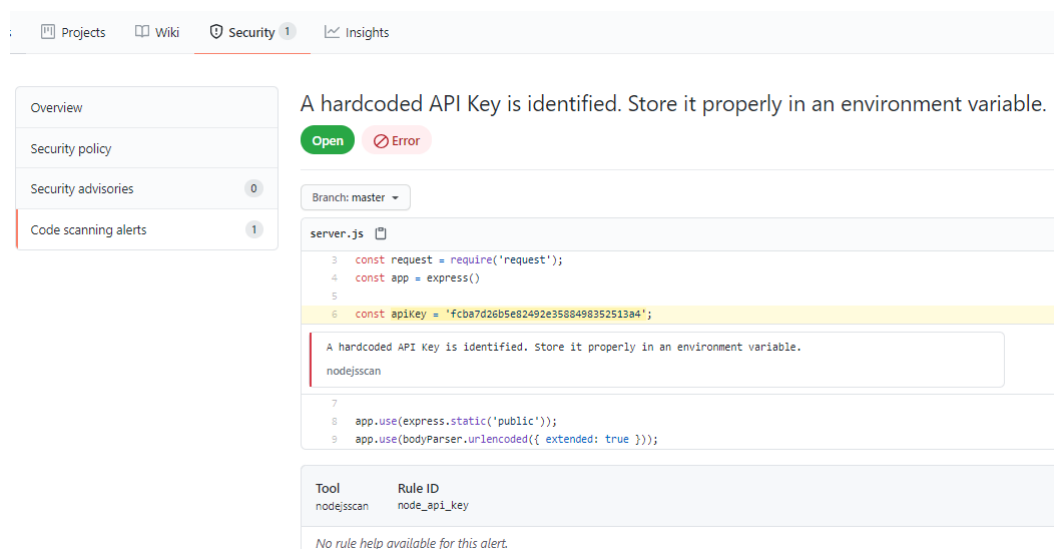 Projects Wiki Security 1 Insights
Overview
Security policy
Security advisories 0
Code scanning alerts 1
A hardcoded API Key is identified. Store it properly in an environment variable.
Open Error
Branch: master
server.js
3 const request = require('request');
4 const app = express()
5
6 const apiKey = 'fcba7d26b5e82492e3588498352513a4';
A hardcoded API Key is identified. Store it properly in an environment variable.
nodejsscan
7
8 app.use(express.static('public'));
9 app.use(bodyParser.urlencoded({ extended: true }));
Tool Rule ID
nodejsscan node_api_key
No rule help available for this alert.